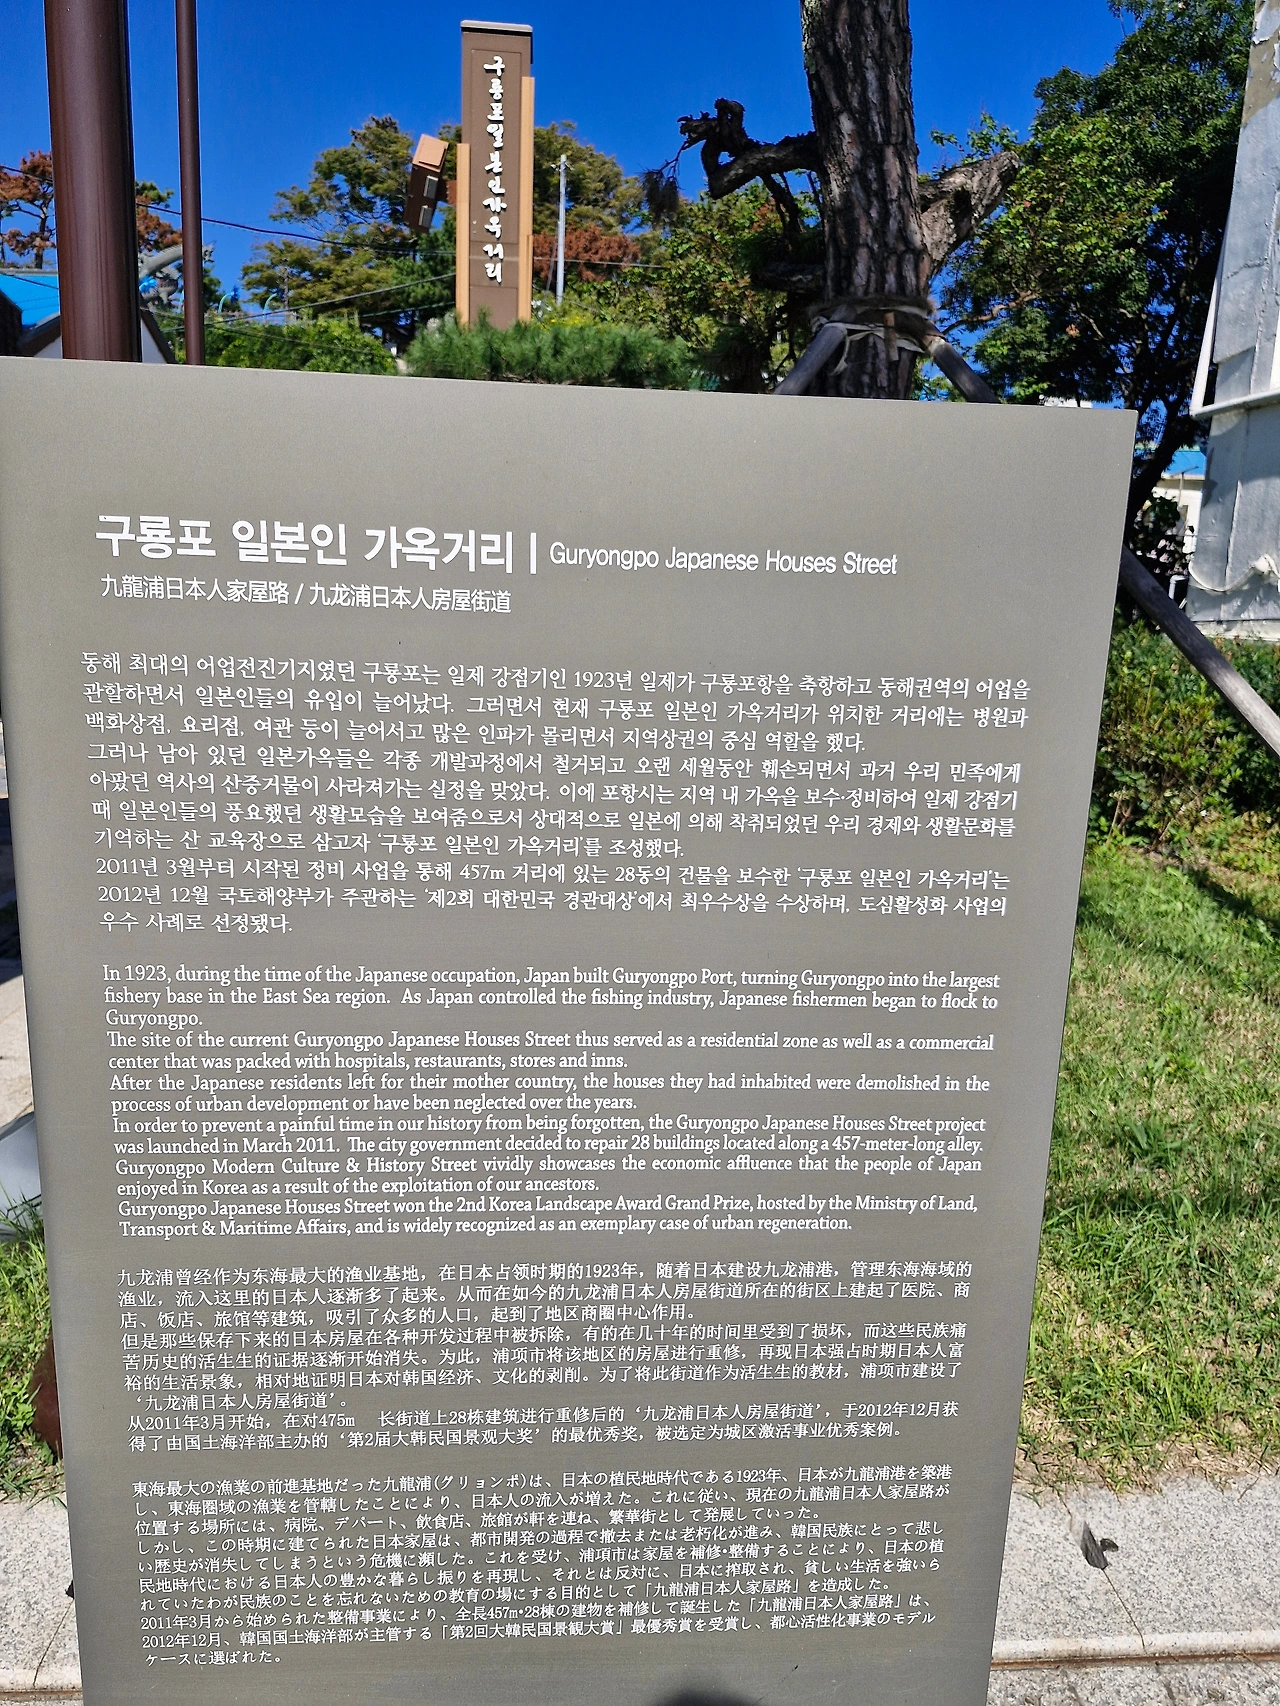 구룡포일본인가옥거리
구룡포 일본인 가옥거리 | Guryongpo Japanese Houses Street
九龍浦日本人家屋路 / 九龙浦日本人房屋街道
동해 최대의 어업전진기지였던 구룡포는 일제 강점기인 1923년 일제가 구룡포항을 축항하고 동해권역의 어업을
관할하면서 일본인들의 유입이 늘어났다. 그러면서 현재 구룡포 일본인 가옥거리가 위치한 거리에는 병원과
백화상점, 요리점, 여관 등이 늘어서고 많은 인파가 몰리면서 지역상권의 중심 역할을 했다.
그러나 남아 있던 일본가옥들은 각종 개발과정에서 철거되고 오랜 세월동안 훼손되면서 과거 우리 민족에게
아팠던 역사의 산증거물이 사라져가는 실정을 맞았다. 이에 포항시는 지역 내 가옥을 보수·정비하여 일제 강점기
때 일본인들의 풍요했던 생활모습을 보여줌으로서 상대적으로 일본에 의해 착취되었던 우리 경제와 생활문화를
기억하는 산 교육장으로 삼고자 '구룡포 일본인 가옥거리'를 조성했다.
2011년 3월부터 시작된 정비 사업을 통해 457m 거리에 있는 28동의 건물을 보수한 '구룡포 일본인 가옥거리'는
2012년 12월 국토해양부가 주관하는 '제2회 대한민국 경관대상'에서 최우수상을 수상하며, 도심활성화 사업의
우수 사례로 선정됐다.
In 1923, during the time of the Japanese occupation, Japan built Guryongpo Port, turning Guryongpo into the largest
fishery base in the East Sea region. As Japan controlled the fishing industry, Japanese fishermen began to flock to
Guryongpo.
The site of the current Guryongpo Japanese Houses Street thus served as a residential zone as well as a commercial
center that was packed with hospitals, restaurants, stores and inns.
After the Japanese residents left for their mother country, the houses they had inhabited were demolished in the
process of urban development or have been neglected over the years.
In order to prevent a painful time in our history from being forgotten, the Guryongpo Japanese Houses Street project
was launched in March 2011. The city government decided to repair 28 buildings located along a 457-meter-long alley.
Guryongpo Modern Culture & History Street vividly showcases the economic affluence that the people of Japan
enjoyed in Korea as a result of the exploitation of our ancestors.
Guryongpo Japanese Houses Street won the 2nd Korea Landscape Award Grand Prize, hosted by the Ministry of Land,
Transport & Maritime Affairs, and is widely recognized as an exemplary case of urban regeneration.
九龙浦曾经作为东海最大的渔业基地，在日本占领时期的1923年，随着日本建设九龙浦港，管理东海海域的
渔业，流入这里的日本人逐渐多了起来。从而在如今的九龙浦日本人房屋街道所在的街区上建起了医院、商
店、饭店、旅馆等建筑，吸引了众多的人口，起到了地区商圈中心作用。
但是那些保存下来的日本房屋在各种开发过程中被拆除，有的在几十年的时间里受到了损坏，而这些民族痛
苦历史的活生生的证据逐渐开始消失。为此，浦项市将该地区的房屋进行重修，再现日本强占时期日本人富
裕的生活景象，相对地证明日本对韩国经济、文化的剥削。为了将此街道作为活生生的教材，浦项市建设了
‘九龙浦日本人房屋街道’。
从2011年3月开始，在对475m 长街道上28栋建筑进行重修后的‘九龙浦日本人房屋街道’，于2012年12月获
得了由国土海洋部主办的‘第2届大韩民国景观大奖’的最优秀奖，被选定为城区激活事业优秀案例。
東海最大の漁業の前進基地だった九龍浦(グリョンポ)は、日本の植民地時代である1923年、日本が九龍浦港を築港
し、東海圏域の漁業を管轄したことにより、日本人の流入が増えた。これに従い、現在の九龍浦日本人家屋路が
位置する場所には、病院、デパート、飲食店、旅館が軒を連ね、繁華街として発展していった。
しかし、この時期に建てられた日本家屋は、都市開発の過程で撤去または老朽化が進み、韓国民族にとって悲し
い歴史が消失してしまうという危機に瀕した。これを受け、浦項市は家屋を補修・整備することにより、日本の植
民地時代における日本人の豊かな暮らし振りを再現し、それとは反対に、日本に搾取され、貧しい生活を強いら
れていたわが民族のことを忘れないための教育の場にする目的として「九龍浦日本人家屋路」を造成した。
2011年3月から始められた整備事業により、全長457m・28棟の建物を補修して誕生した「九龍浦日本人家屋路」は、
2012年12月、韓国国土海洋部が主管する「第2回大韓民国景観大賞」最優秀賞を受賞し、都心活性化事業のモデル
ケースに選ばれた。